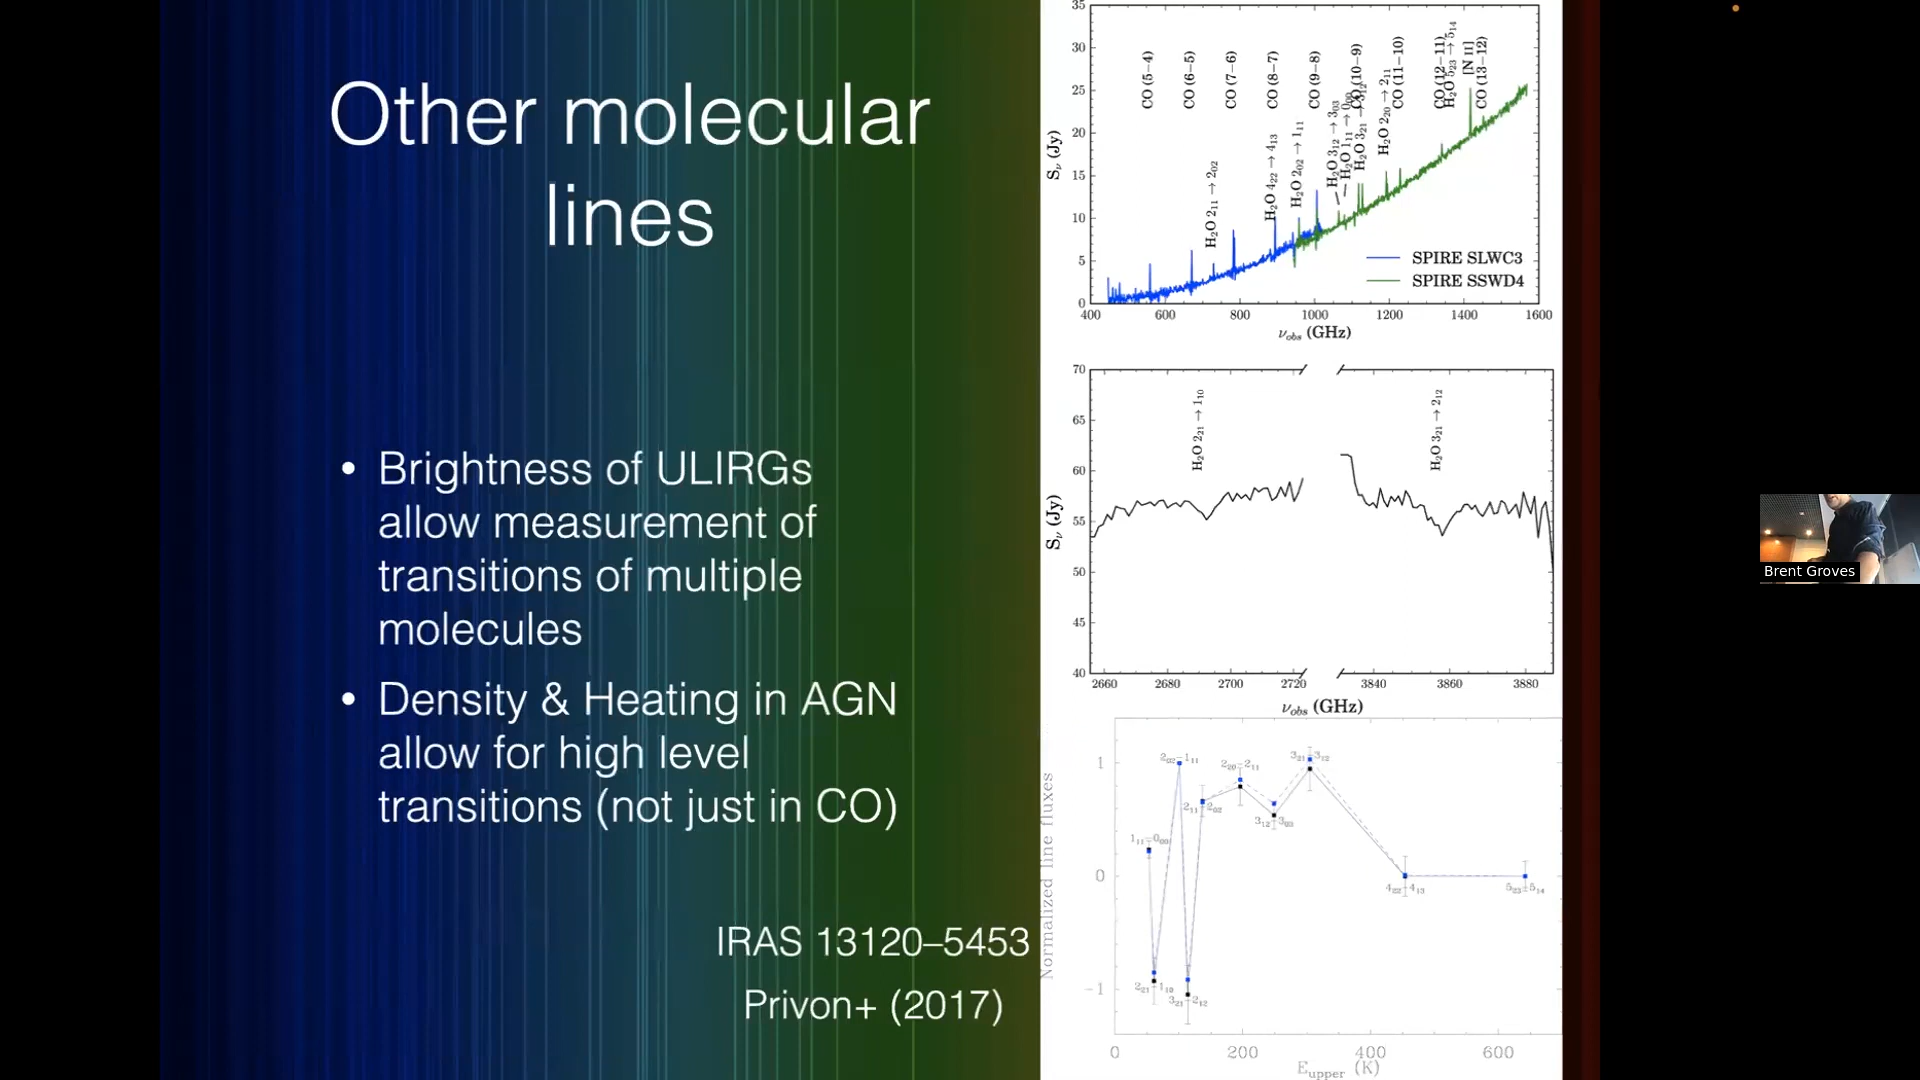 Other molecular
lines
• Brightness of ULIRGs
allow measurement of
transitions of multiple
molecules
• Density & Heating in AGN
allow for high level
transitions (not just in CO)
IRAS 13120–5453
Privon+ (2017)
35
30
25
20
15
10
5
0
S_ν (Jy)
CO (5−4)
CO (6−5)
CO (7−6)
CO (8−7)
CO (9−8)
CO (10−9)
CO (11−10)
CO (12−11)
[N II]
CO (13−12)
H₂O 2₁₁ → 2₀₂
H₂O 4₂₂ → 4₁₃
H₂O 2₀₂ → 1₁₁
H₂O 3₁₂ → 3₀₃
H₂O 1₁₁ → 0₀₀
H₂O 3₂₁ → 3₁₂
H₂O 2₂₀ → 2₁₁
H₂O 5₂₃ → 5₁₄
SPIRE SLWC3
SPIRE SSWD4
400 600 800 1000 1200 1400 1600
ν_obs (GHz)
70
65
60
55
50
45
40
S_ν (Jy)
H₂O 2₂₁ → 1₁₀
H₂O 3₂₁ → 2₁₂
2660 2680 2700 2720 3840 3860 3880
ν_obs (GHz)
Normalized line fluxes
1
0
−1
1₁₁−0₀₀
2₂₁−1₁₀
2₀₂−1₁₁
3₂₁−2₁₂
2₁₁−2₀₂
2₂₀−2₁₁
3₁₂−3₀₃
3₂₁−3₁₂
4₂₂−4₁₃
5₂₃−5₁₄
0 200 400 600
E_upper (K)
Brent Groves